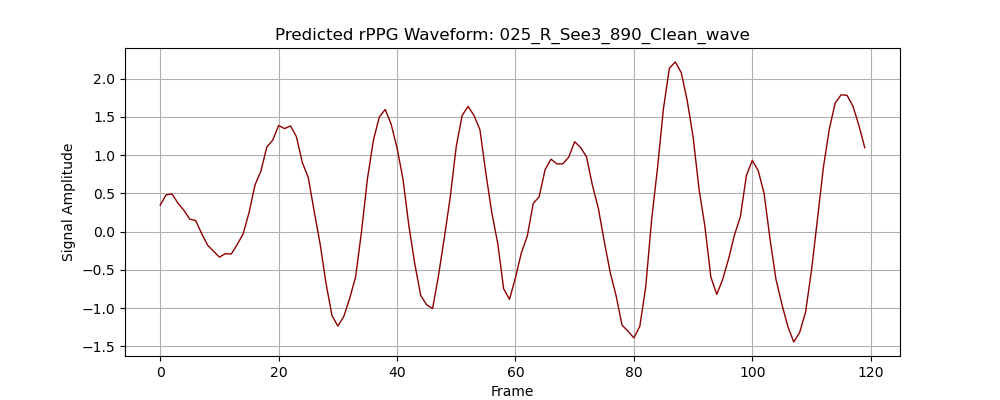 Predicted rPPG Waveform: 025_R_See3_890_Clean_wave
2.0
1.5
1.0
0.5
0.0
−0.5
−1.0
−1.5
Signal Amplitude
0 20 40 60 80 100 120
Frame